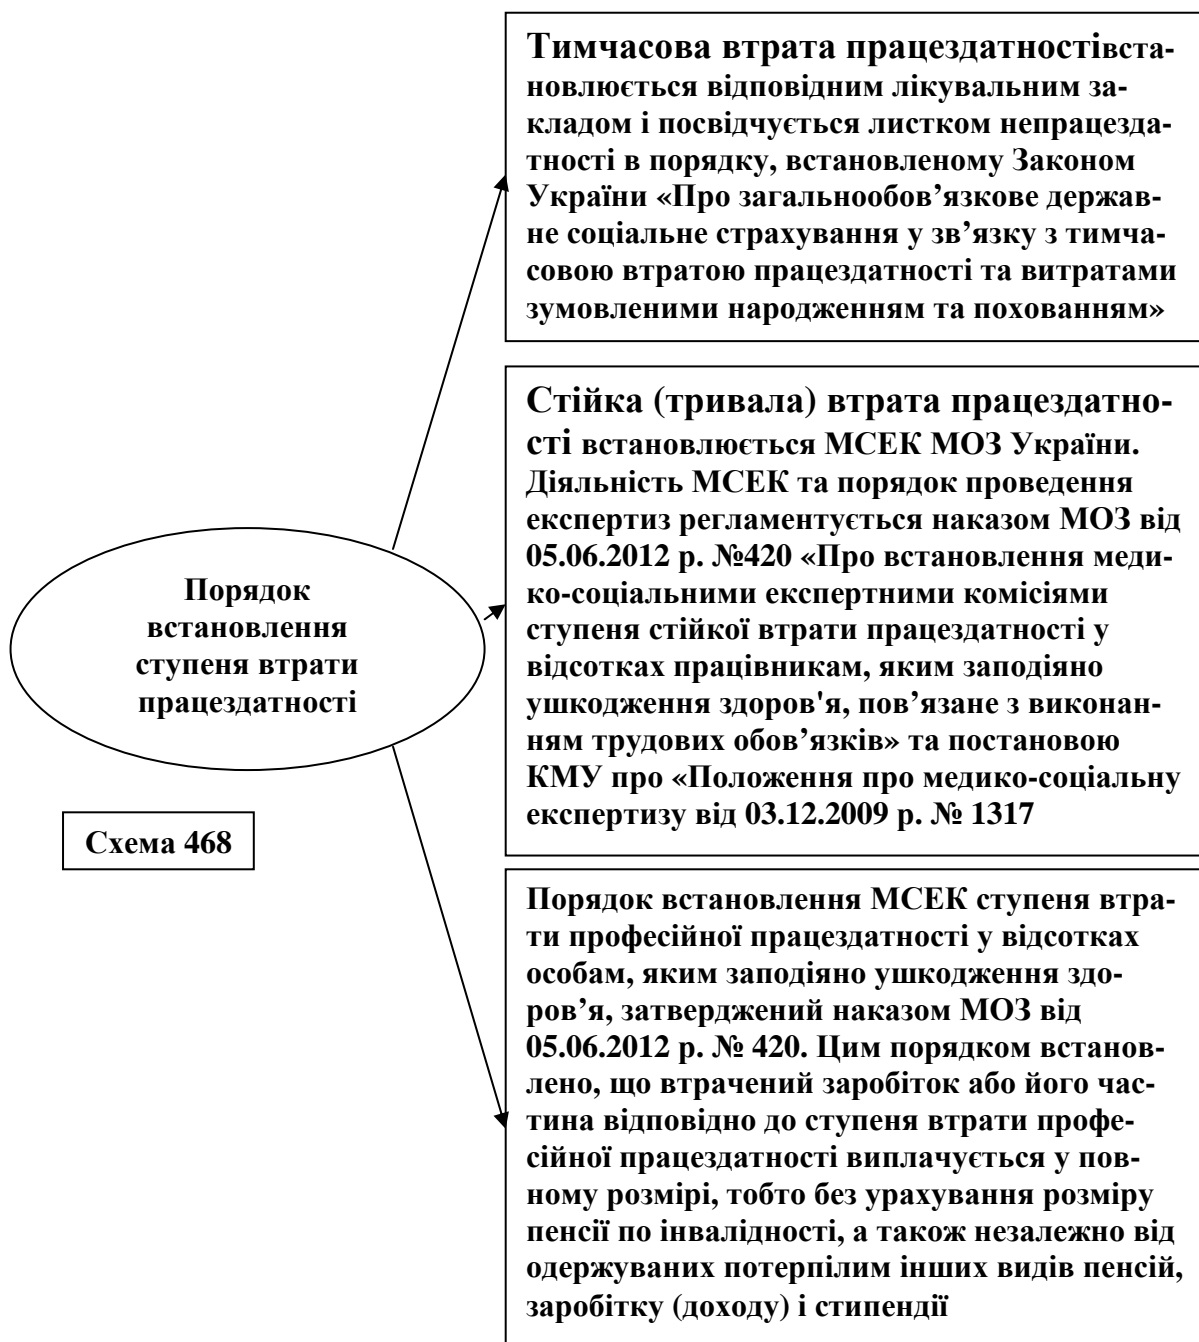 Тимчасова втрата працездатностівста-
новлюється відповідним лікувальним за-
кладом і посвідчується листком непрацезда-
тності в порядку, встановленому Законом
України «Про загальнообов’язкове держав-
не соціальне страхування у зв’язку з тимча-
совою втратою працездатності та витратами
зумовленими народженням та похованням»
Стійка (тривала) втрата працездатно-
сті встановлюється МСЕК МОЗ України.
Діяльність МСЕК та порядок проведення
експертиз регламентується наказом МОЗ від
05.06.2012 р. №420 «Про встановлення меди-
ко-соціальними експертними комісіями
ступеня стійкої втрати працездатності у
відсотках працівникам, яким заподіяно
ушкодження здоров'я, пов’язане з виконан-
ням трудових обов’язків» та постановою
КМУ про «Положення про медико-соціальну
експертизу від 03.12.2009 р. № 1317
Порядок
встановлення
ступеня втрати
працездатності
Схема 468
Порядок встановлення МСЕК ступеня втра-
ти професійної працездатності у відсотках
особам, яким заподіяно ушкодження здо-
ров’я, затверджений наказом МОЗ від
05.06.2012 р. № 420. Цим порядком встанов-
лено, що втрачений заробіток або його час-
тина відповідно до ступеня втрати профе-
сійної працездатності виплачується у пов-
ному розмірі, тобто без урахування розміру
пенсії по інвалідності, а також незалежно від
одержуваних потерпілим інших видів пенсій,
заробітку (доходу) і стипендії